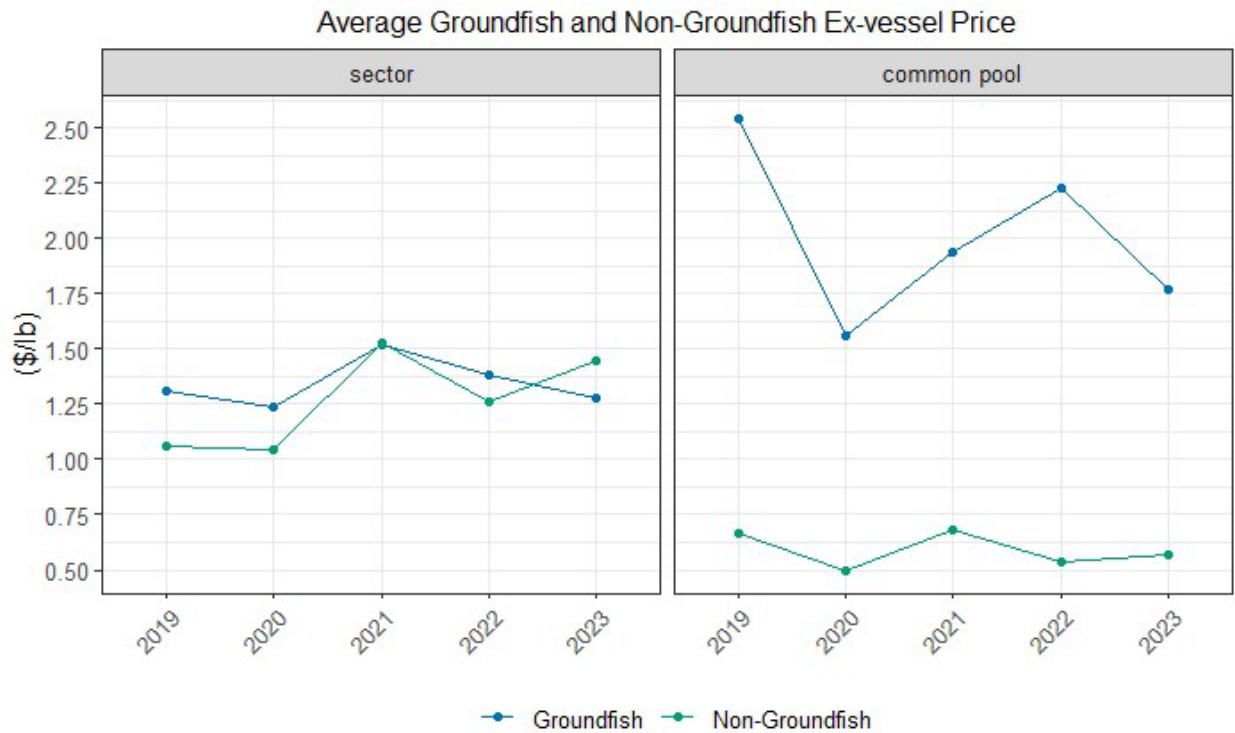 Average Groundfish and Non-Groundfish Ex-vessel Price
sector
common pool
($/lb)
2.50
2.25
2.00
1.75
1.50
1.25
1.00
0.75
0.50
2019 2020 2021 2022 2023
2019 2020 2021 2022 2023
Groundfish Non-Groundfish